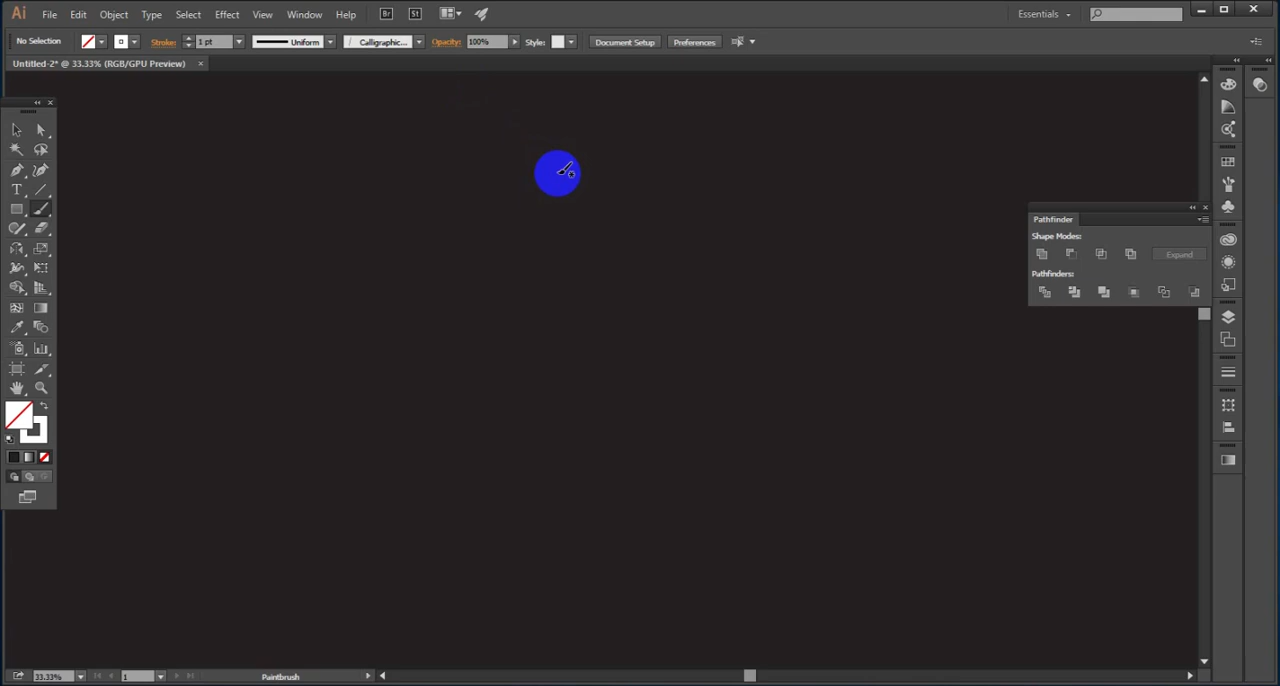 Ai File Edit Object Type Select Effect View Window Help Br St Essentials
No Selection Stroke: 1 pt Uniform Calligraphic... Opacity: 100% Style: Document Setup Preferences
Untitled-2* @ 33.33% (RGB/GPU Preview)
Pathfinder
Shape Modes:
Expand
Pathfinders:
33.33% 1 Paintbrush